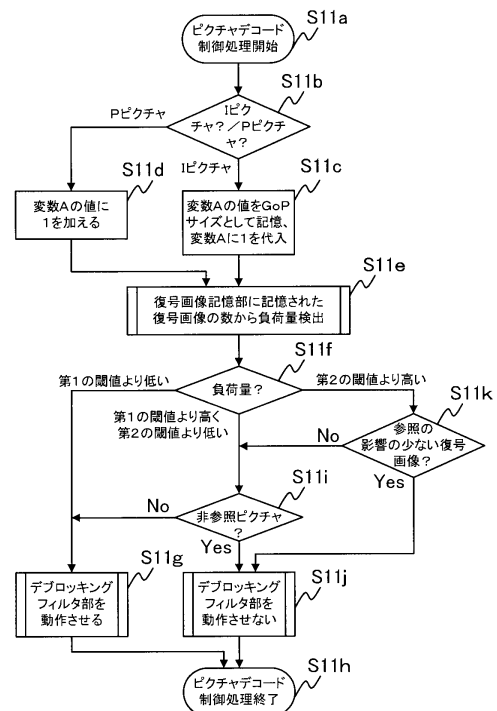 S11a
ピクチャデコード
制御処理開始
S11b
Iピク
チャ?／Pピクチ
ャ?
Pピクチャ
Iピクチャ
S11d
変数Aの値に
1を加える
S11c
変数Aの値をGoP
サイズとして記憶、
変数Aに1を代入
S11e
復号画像記憶部に記憶された
復号画像の数から負荷量検出
S11f
負荷量?
第1の閾値より低い
第2の閾値より高い
第1の閾値より高く
第2の閾値より低い
S11k
参照の
影響の少ない復号
画像?
No
Yes
S11i
非参照ピクチャ
?
No
Yes
S11g
デブロッキング
フィルタ部を
動作させる
S11j
デブロッキング
フィルタ部を
動作させない
S11h
ピクチャデコード
制御処理終了